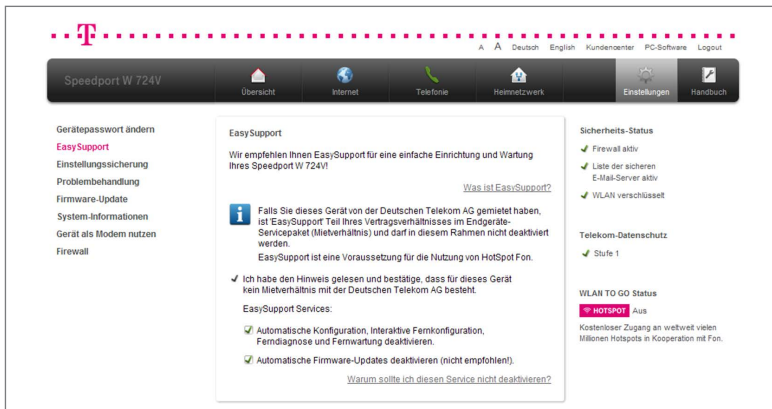 T
A A Deutsch English Kundencenter PC-Software Logout
Speedport W 724V
Übersicht
Internet
Telefonie
Heimnetzwerk
Einstellungen
Handbuch
Gerätepasswort ändern
EasySupport
Einstellungssicherung
Problembehandlung
Firmware-Update
System-Informationen
Gerät als Modem nutzen
Firewall
EasySupport
Wir empfehlen Ihnen EasySupport für eine einfache Einrichtung und Wartung
Ihres Speedport W 724V!
Was ist EasySupport?
Falls Sie dieses Gerät von der Deutschen Telekom AG gemietet haben,
ist 'EasySupport' Teil Ihres Vertragsverhältnisses im Endgeräte-
Servicepaket (Mietverhältnis) und darf in diesem Rahmen nicht deaktiviert
werden.
EasySupport ist eine Voraussetzung für die Nutzung von HotSpot Fon.
Ich habe den Hinweis gelesen und bestätige, dass für dieses Gerät
kein Mietverhältnis mit der Deutschen Telekom AG besteht.
EasySupport Services:
Automatische Konfiguration, Interaktive Fernkonfiguration,
Ferndiagnose und Fernwartung deaktivieren.
Automatische Firmware-Updates deaktivieren (nicht empfohlen!).
Warum sollte ich diesen Service nicht deaktivieren?
Sicherheits-Status
Firewall aktiv
Liste der sicheren
E-Mail-Server aktiv
WLAN verschlüsselt
Telekom-Datenschutz
Stufe 1
WLAN TO GO Status
HOTSPOT Aus
Kostenloser Zugang an weltweit vielen
Millionen Hotspots in Kooperation mit Fon.